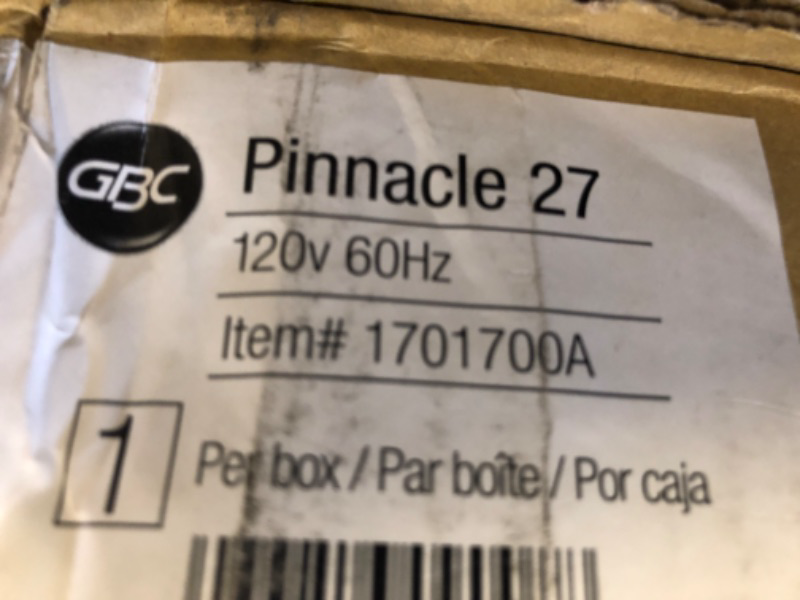 GBC
Pinnacle 27
120v 60Hz
Item# 1701700A
1
Per box / Par boîte / Por caja